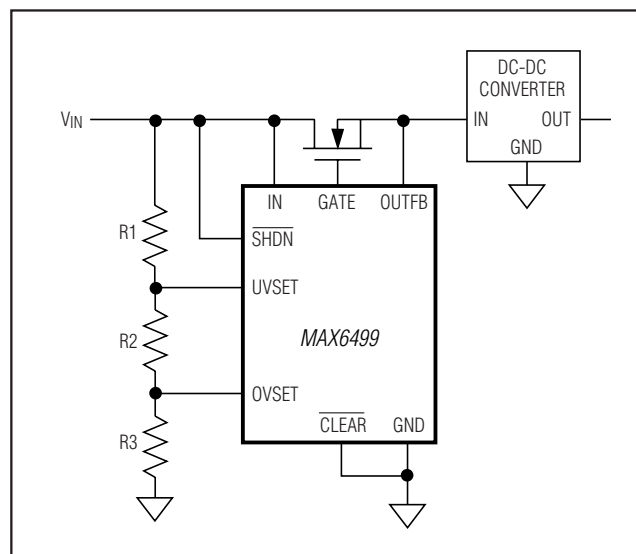 DC-DC
CONVERTER
VIN
IN
OUT
GND
IN
GATE
OUTFB
R1
SHDN
UVSET
R2
MAX6499
OVSET
R3
CLEAR
GND